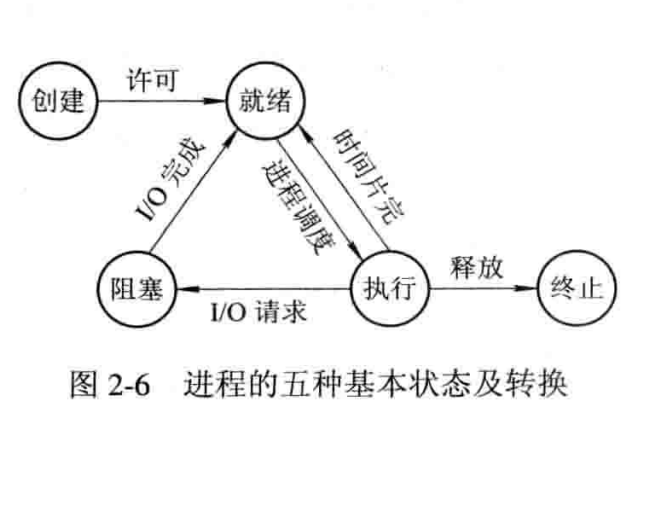 创建
许可
就绪
I/O 完成
进程调度
时间片完
阻塞
I/O 请求
执行
释放
终止
图 2-6 进程的五种基本状态及转换